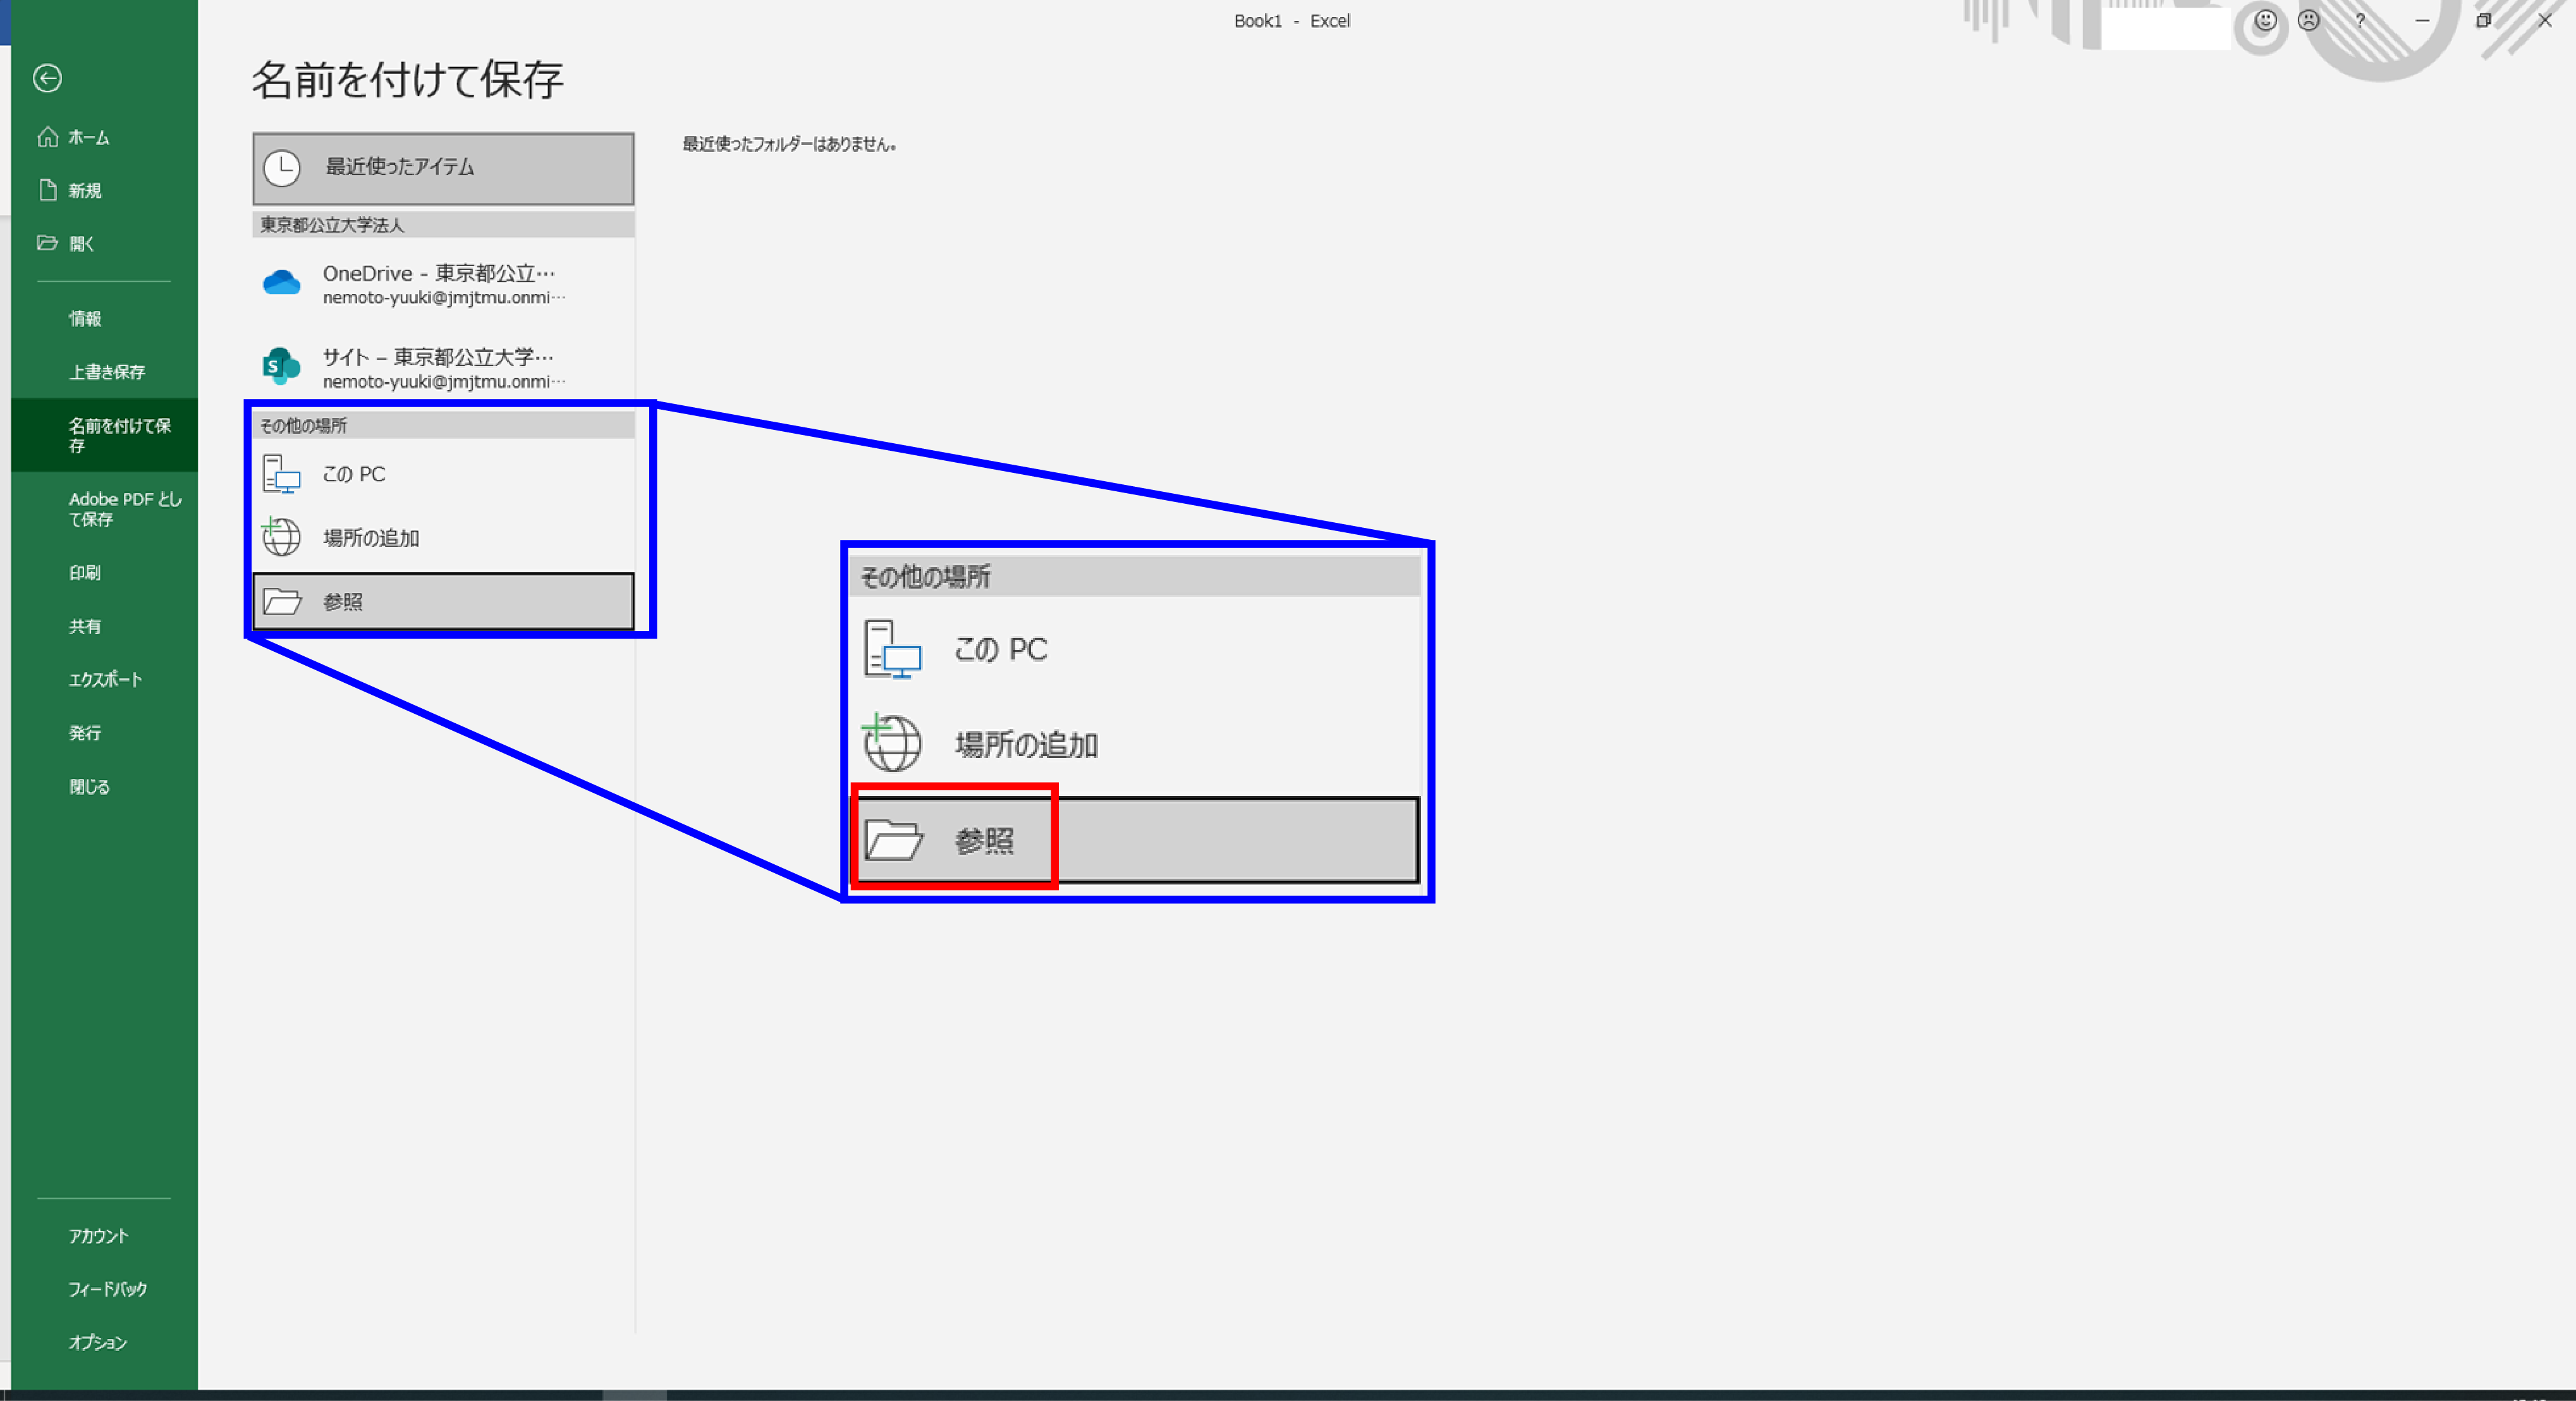 Book1 - Excel
?
名前を付けて保存
ホーム
新規
開く
情報
上書き保存
名前を付けて保
存
Adobe PDF とし
て保存
印刷
共有
エクスポート
発行
閉じる
アカウント
フィードバック
オプション
最近使ったアイテム
東京都公立大学法人
OneDrive - 東京都公立…
nemoto-yuuki@jmjtmu.onmi…
S
サイト – 東京都公立大学…
nemoto-yuuki@jmjtmu.onmi…
その他の場所
この PC
場所の追加
参照
最近使ったフォルダーはありません。
その他の場所
この PC
場所の追加
参照